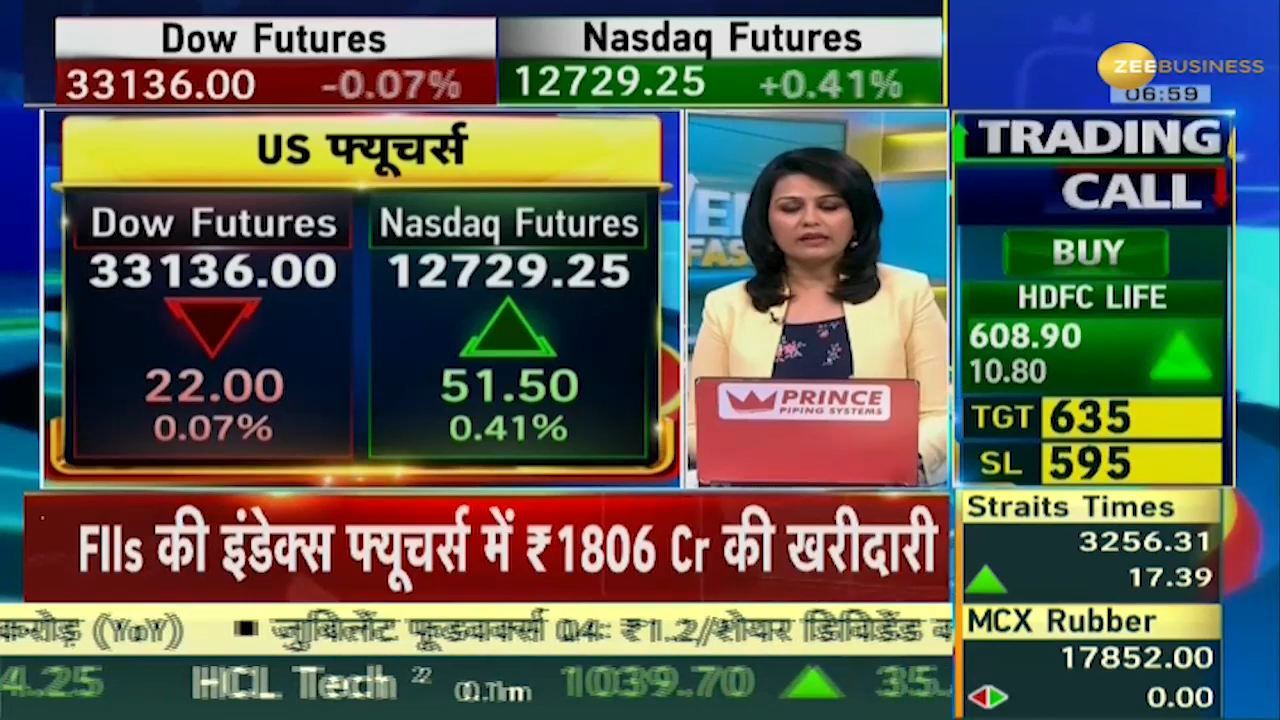 Dow Futures
33136.00 -0.07%
Nasdaq Futures
12729.25 +0.41%
ZEEBUSINESS
06:59
US फ्यूचर्स
Dow Futures
33136.00
22.00
0.07%
Nasdaq Futures
12729.25
51.50
0.41%
PRINCE
PIPING SYSTEMS
TRADING
CALL
BUY
HDFC LIFE
608.90
10.80
TGT 635
SL 595
Straits Times
3256.31
17.39
MCX Rubber
17852.00
0.00
FIIs की इंडेक्स फ्यूचर्स में ₹1806 Cr की खरीदारी
करोड़ (YoY) ■ जुबिलेंट फूडवर्क्स Q4: ₹1.2/शेयर डिविडेंड
4.25 HCL Tech 1039.70 35.